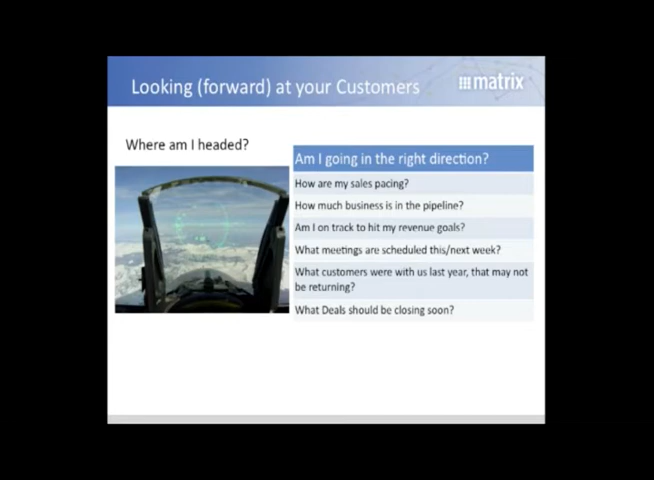 Looking (forward) at your Customers
matrix
Where am I headed?
Am I going in the right direction?
How are my sales pacing?
How much business is in the pipeline?
Am I on track to hit my revenue goals?
What meetings are scheduled this/next week?
What customers were with us last year, that may not
be returning?
What Deals should be closing soon?